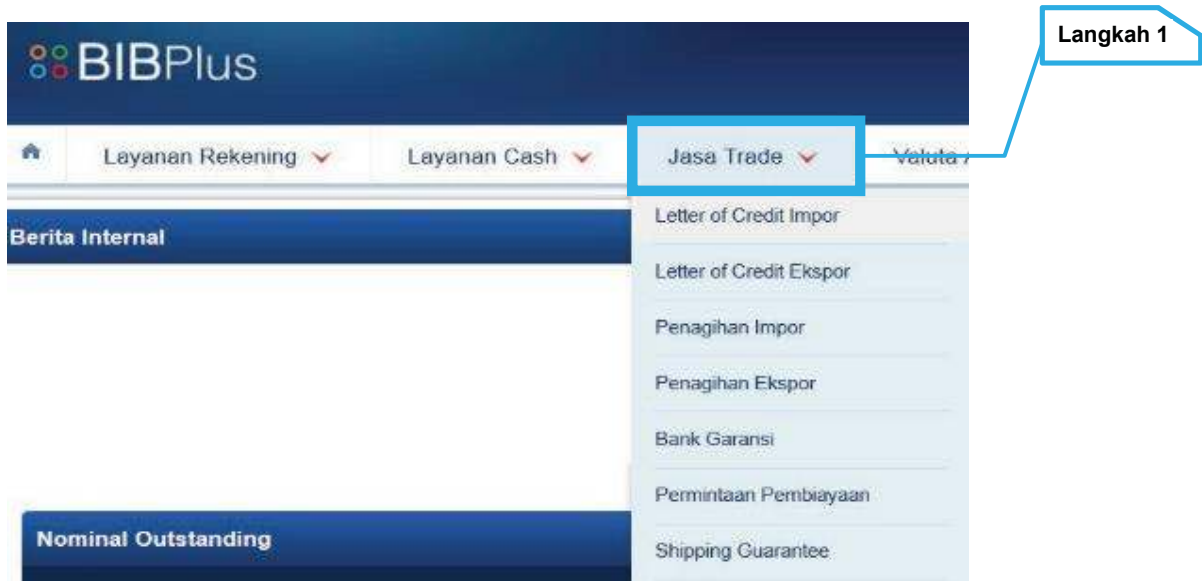 Langkah 1
BIBPlus
Layanan Rekening
Layanan Cash
Jasa Trade
Valuta
Berita Internal
Letter of Credit Impor
Letter of Credit Ekspor
Penagihan Impor
Penagihan Ekspor
Bank Garansi
Permintaan Pembiayaan
Nominal Outstanding
Shipping Guarantee